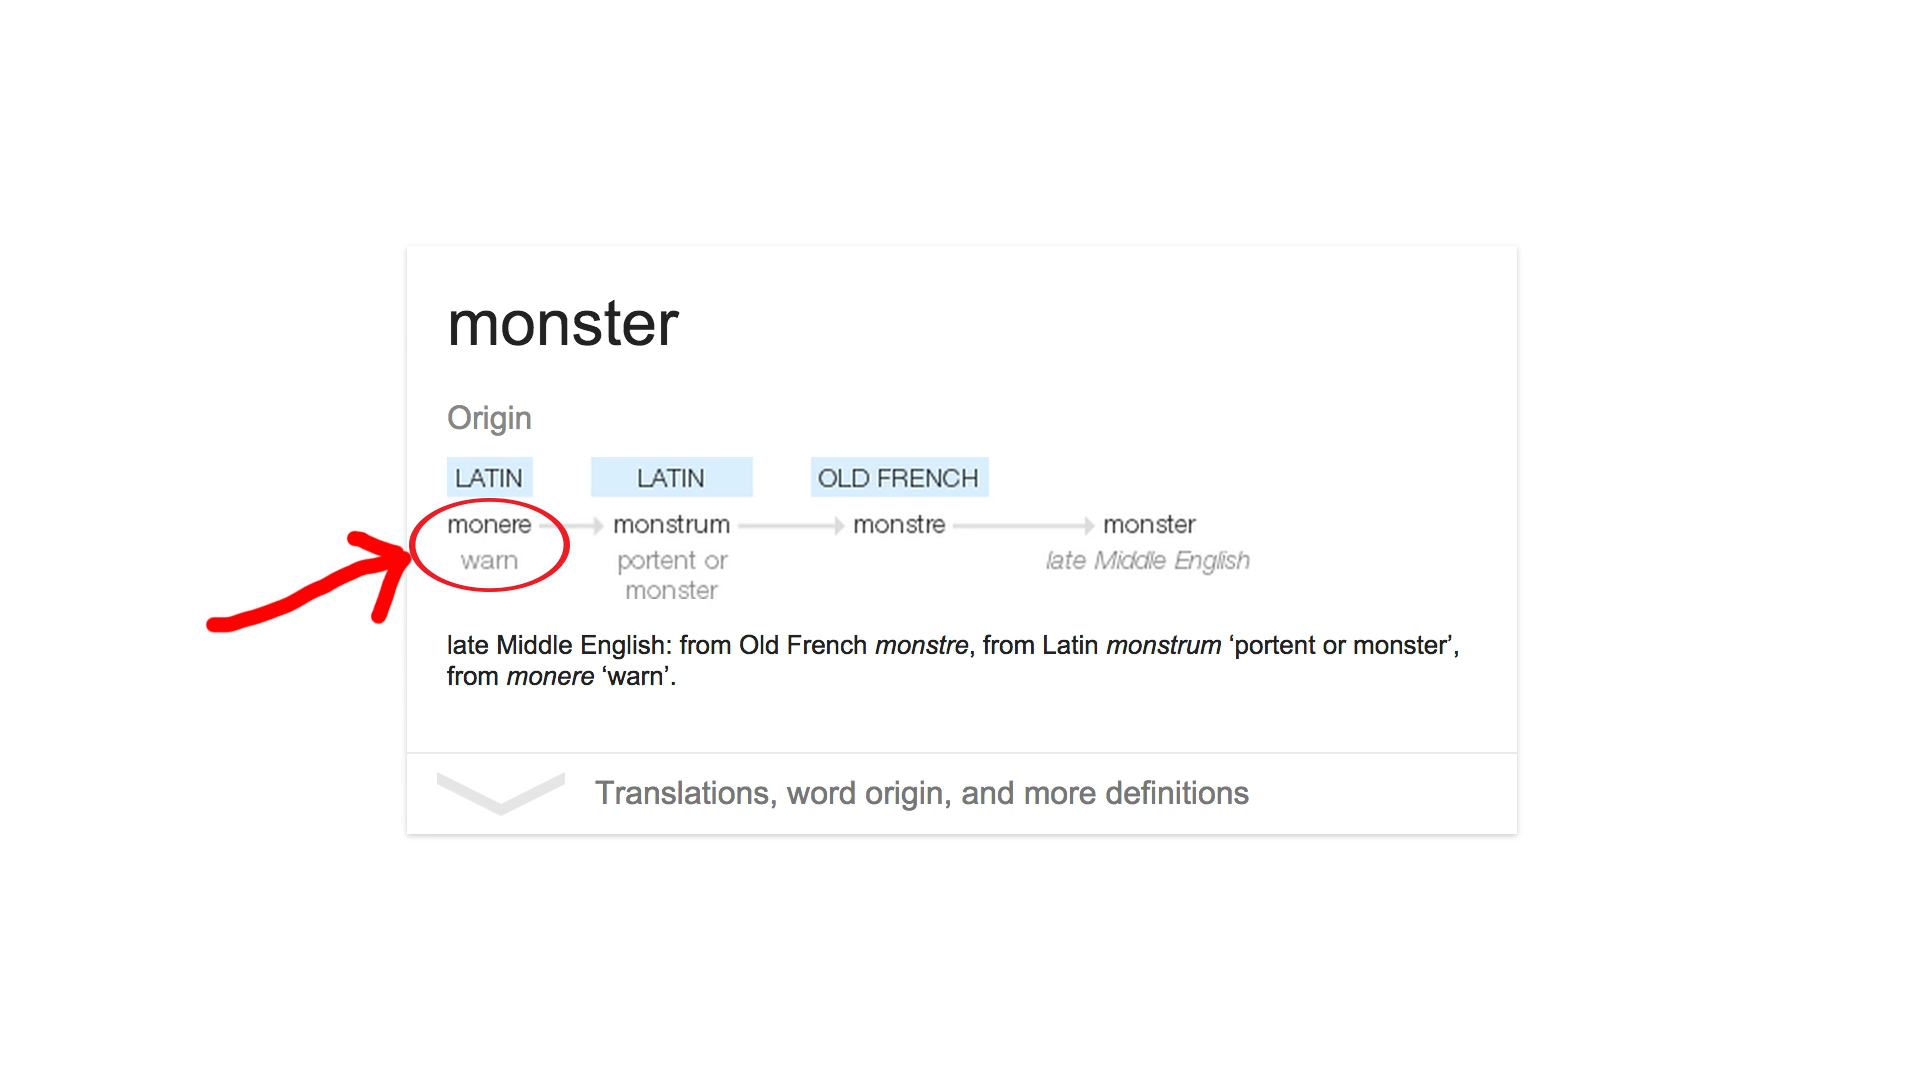 monster
Origin
LATIN LATIN OLD FRENCH
monere monstrum monstre monster
warn portent or late Middle English
monster
late Middle English: from Old French monstre, from Latin monstrum ‘portent or monster’,
from monere ‘warn’.
Translations, word origin, and more definitions